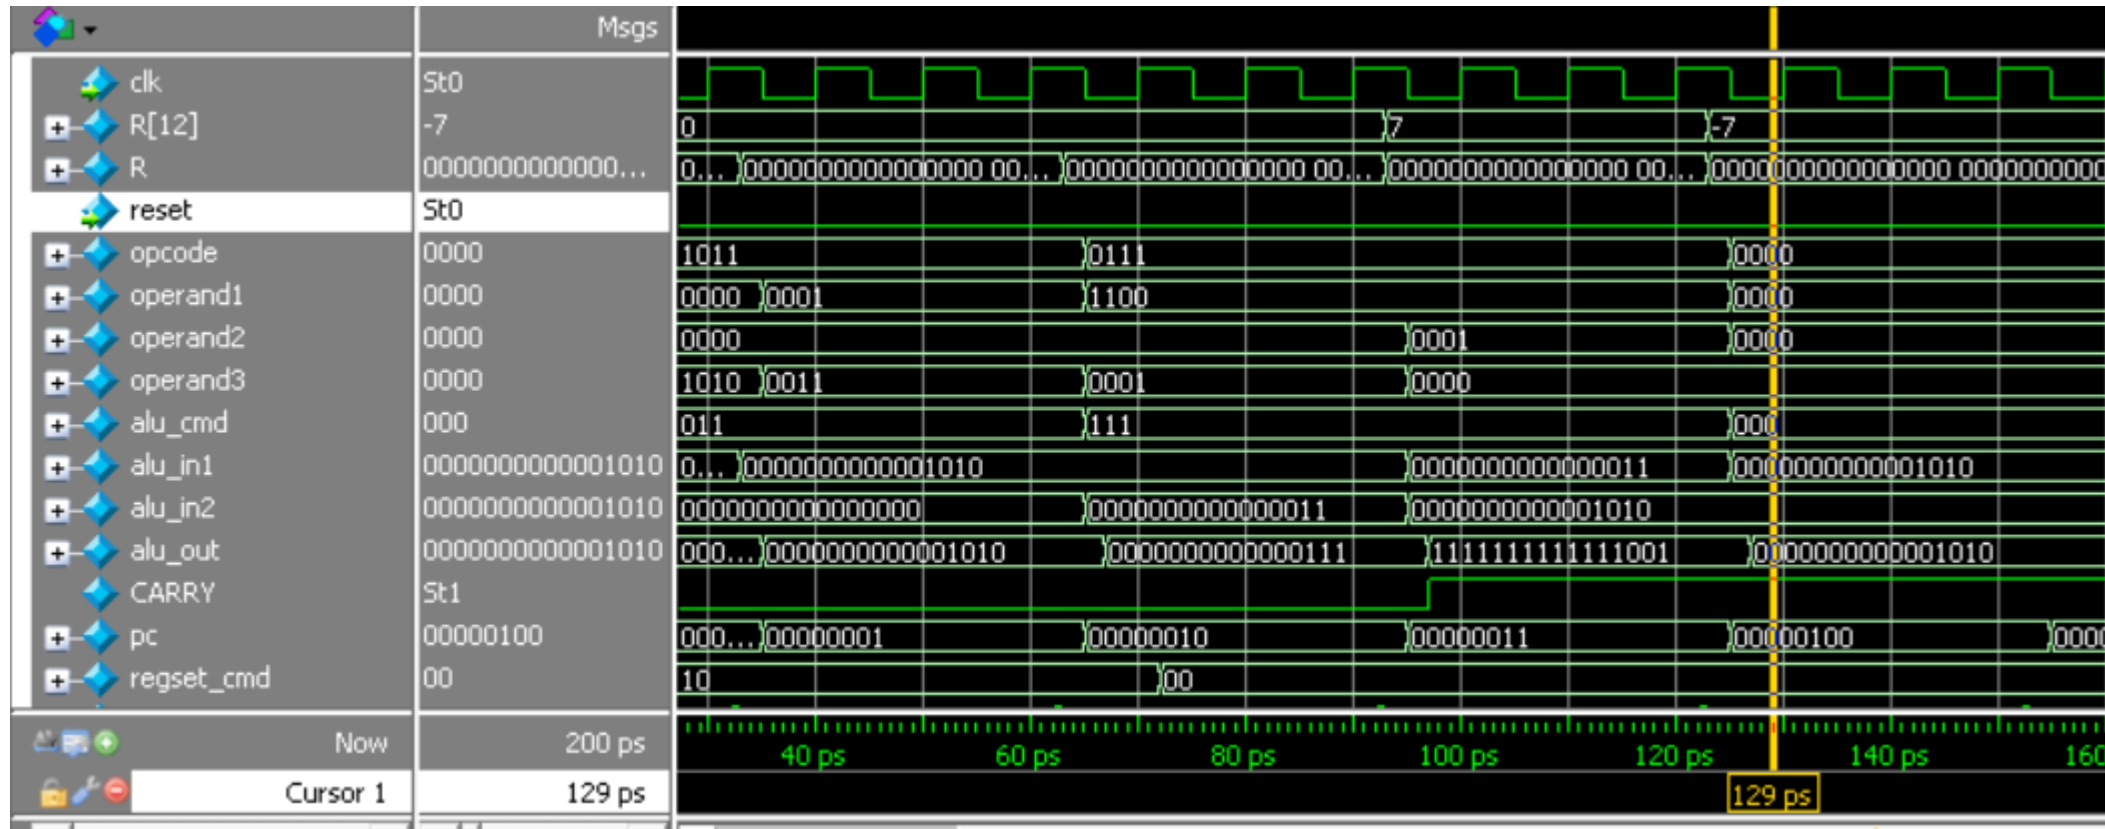 Msgs
clk St0
R[12] -7 0 7 -7
R 0000000000000... 0... 0000000000000000 00... 0000000000000000 00... 0000000000000000 00... 0000000000000000 0000000000
reset St0
opcode 0000 1011 0111 0000
operand1 0000 0000 0001 1100 0000
operand2 0000 0000 0001 0000
operand3 0000 1010 0011 0001 0000
alu_cmd 000 011 111 000
alu_in1 0000000000001010 0... 0000000000001010 0000000000000011 0000000000001010
alu_in2 0000000000001010 0000000000000000 0000000000000011 0000000000001010
alu_out 0000000000001010 000... 0000000000001010 0000000000000111 1111111111111001 0000000000001010
CARRY St1
pc 00000100 000... 00000001 00000010 00000011 00000100 0000
regset_cmd 00 10 00
Now 200 ps 40 ps 60 ps 80 ps 100 ps 120 ps 140 ps 160
Cursor 1 129 ps 129 ps